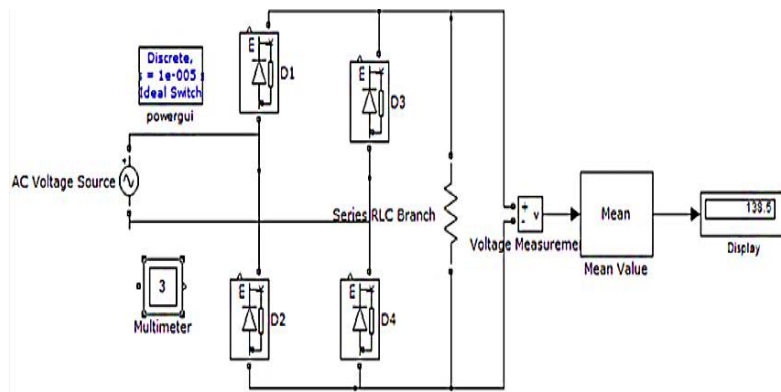 Discrete,
s = 1e-005 s
Ideal Switch
powergui
E
D1
E
D3
AC Voltage Source
+
Series RLC Branch
+
-
v
Voltage Measuremen
Mean
Mean Value
138.5
Display
3
Multimeter
E
D2
E
D4